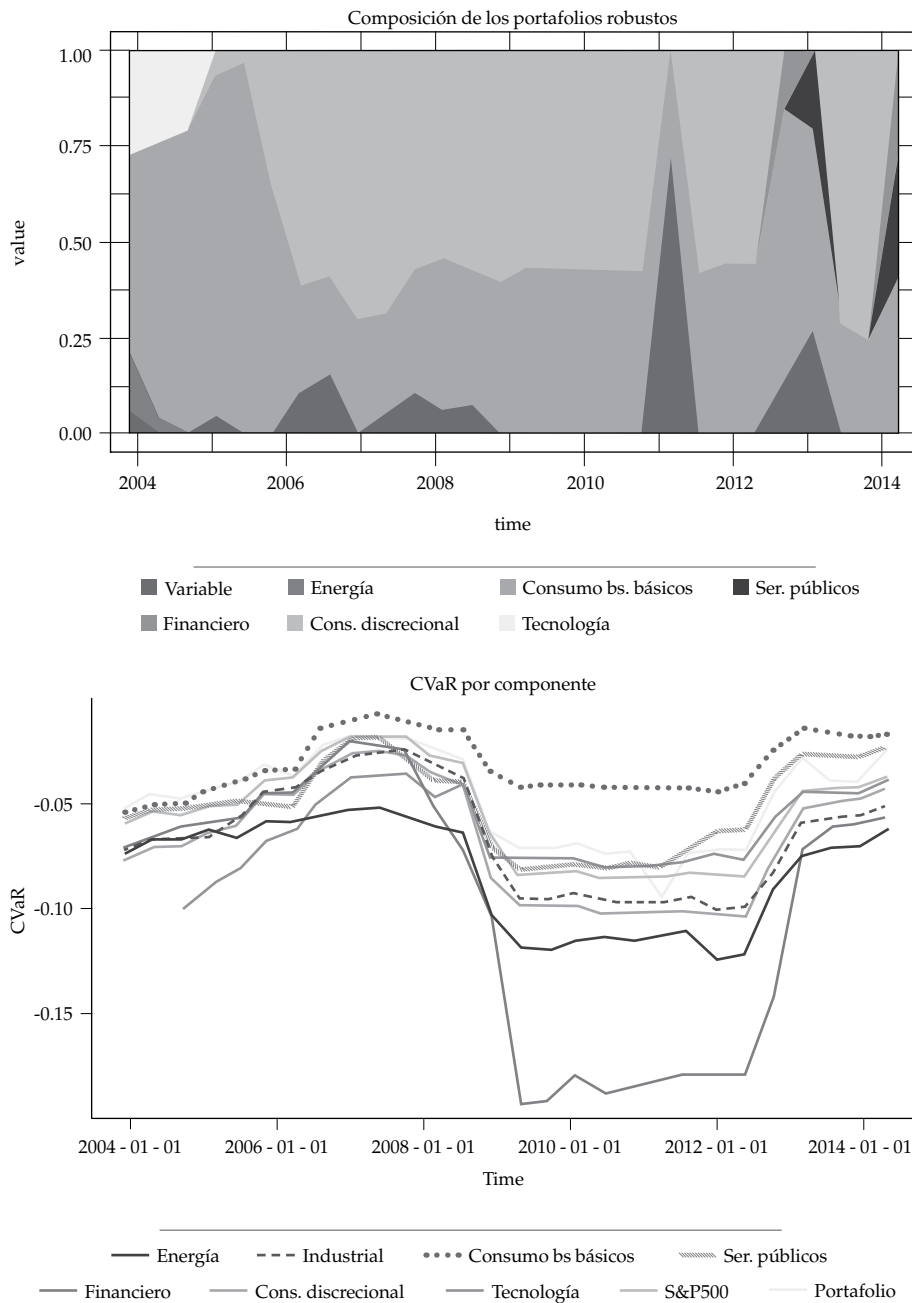 Composición de los portafolios robustos
1.00
0.75
0.50
0.25
0.00
value
2004 2006 2008 2010 2012 2014
time
Variable Energía Consumo bs. básicos Ser. públicos
Financiero Cons. discrecional Tecnología
CVaR por componente
-0.05
-0.10
-0.15
CVaR
2004 - 01 - 01 2006 - 01 - 01 2008 - 01 - 01 2010 - 01 - 01 2012 - 01 - 01 2014 - 01 - 01
Time
Energía Industrial Consumo bs básicos Ser. públicos
Financiero Cons. discrecional Tecnología S&P500 Portafolio